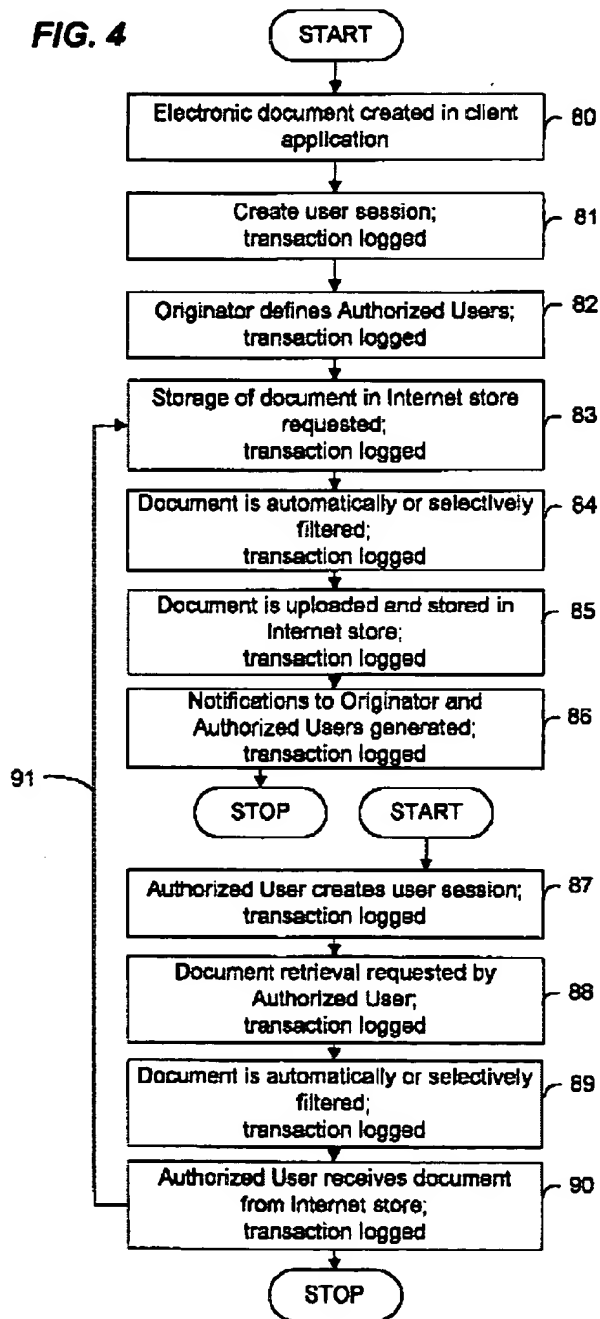 FIG. 4
START
Electronic document created in client
application
80
Create user session;
transaction logged
81
Originator defines Authorized Users;
transaction logged
82
Storage of document in Internet store
requested;
transaction logged
83
Document is automatically or selectively
filtered;
transaction logged
84
Document is uploaded and stored in
Internet store;
transaction logged
85
Notifications to Originator and
Authorized Users generated;
transaction logged
86
91
STOP
START
Authorized User creates user session;
transaction logged
87
Document retrieval requested by
Authorized User;
transaction logged
88
Document is automatically or selectively
filtered;
transaction logged
89
Authorized User receives document
from Internet store;
transaction logged
90
STOP